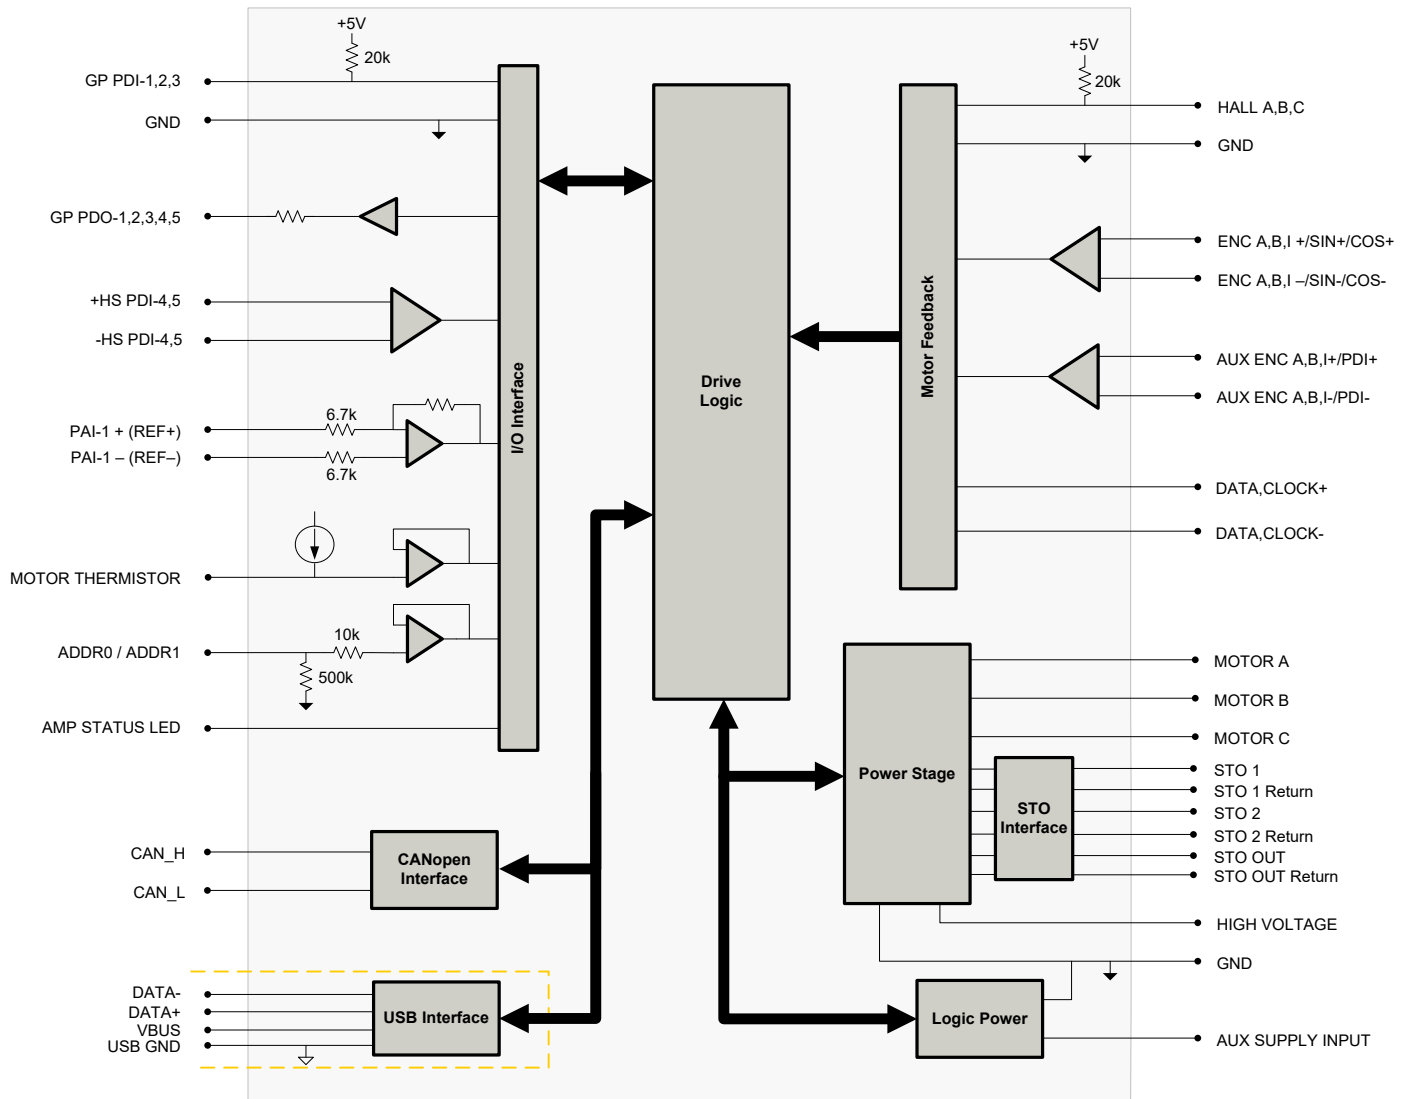 +5V
20k
GP PDI-1,2,3
GND
GP PDO-1,2,3,4,5
+HS PDI-4,5
-HS PDI-4,5
6.7k
PAI-1 + (REF+)
PAI-1 – (REF–)
6.7k
MOTOR THERMISTOR
10k
ADDR0 / ADDR1
500k
AMP STATUS LED
I/O Interface
CAN_H
CAN_L
CANopen
Interface
DATA-
DATA+
VBUS
USB GND
USB Interface
Drive
Logic
Motor Feedback
+5V
20k
HALL A,B,C
GND
ENC A,B,I +/SIN+/COS+
ENC A,B,I –/SIN-/COS-
AUX ENC A,B,I+/PDI+
AUX ENC A,B,I-/PDI-
DATA,CLOCK+
DATA,CLOCK-
Power Stage
MOTOR A
MOTOR B
MOTOR C
STO
Interface
STO 1
STO 1 Return
STO 2
STO 2 Return
STO OUT
STO OUT Return
HIGH VOLTAGE
GND
Logic Power
AUX SUPPLY INPUT